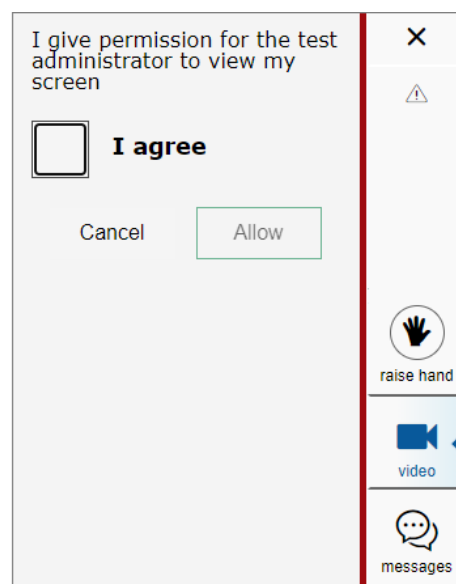 I give permission for the test
administrator to view my
screen
I agree
Cancel
Allow
raise hand
video
messages